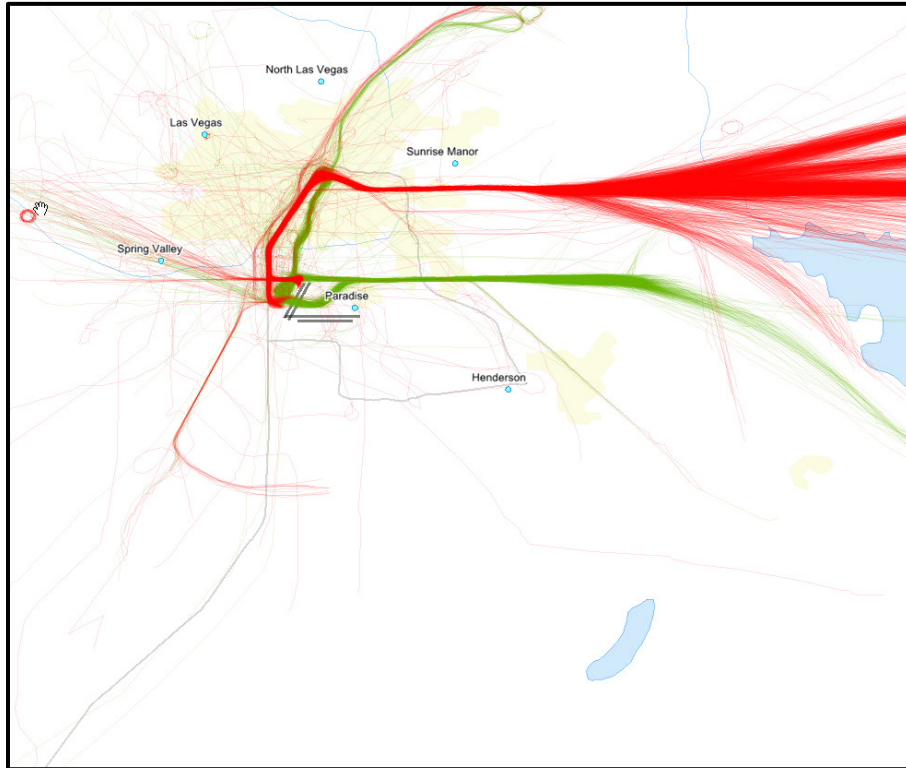 North Las Vegas
Las Vegas
Sunrise Manor
Spring Valley
Paradise
Henderson